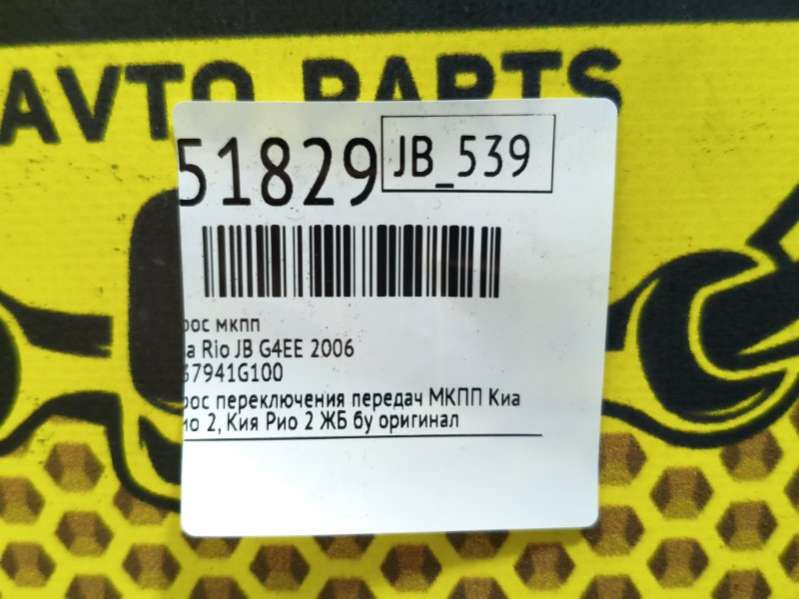 AVTO PARTS
51829
JB_539
рос мкпп
a Rio JB G4EE 2006
67941G100
рос переключения передач МКПП Киа
ио 2, Кия Рио 2 ЖБ бу оригинал